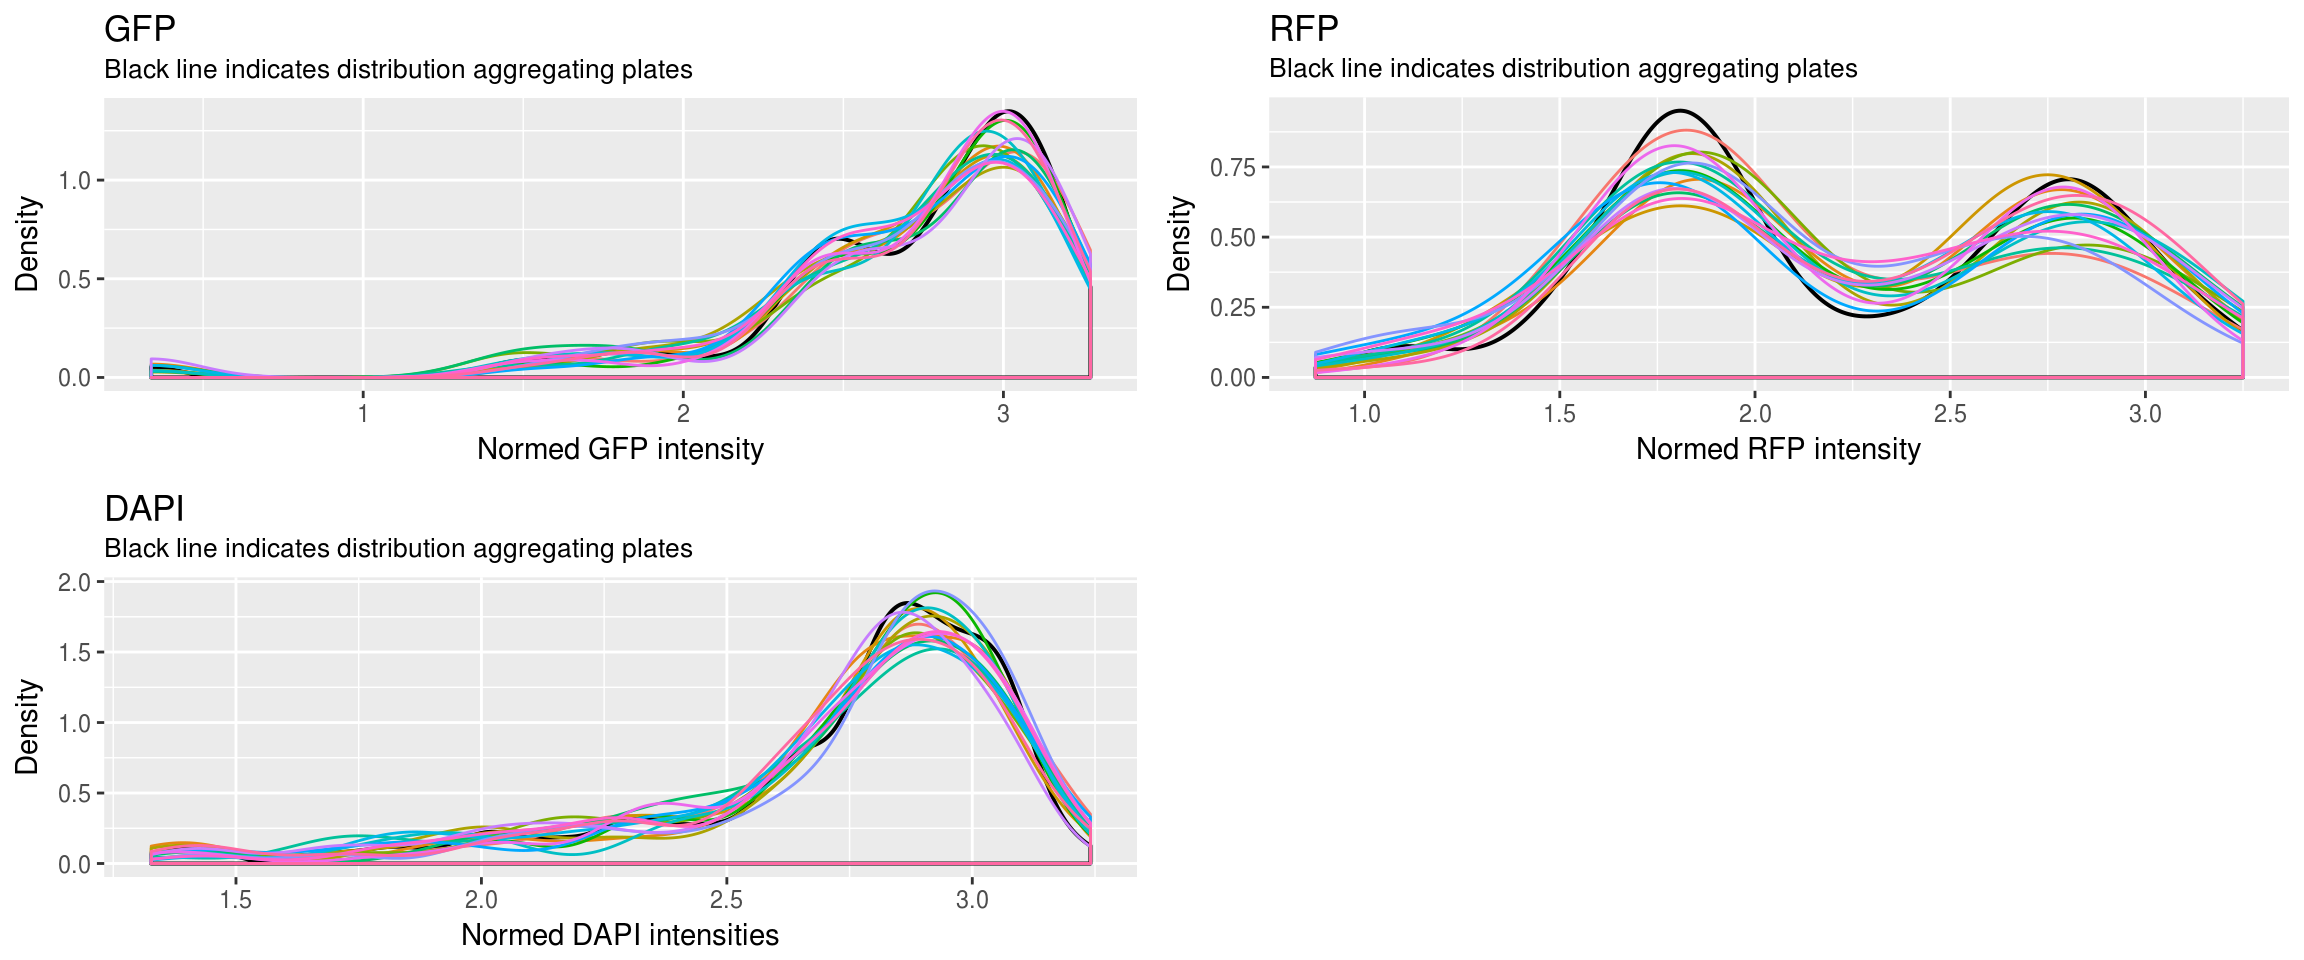 GFP
Black line indicates distribution aggregating plates
Density
1.0
0.5
0.0
1 2 3
Normed GFP intensity
RFP
Black line indicates distribution aggregating plates
Density
0.75
0.50
0.25
0.00
1.0 1.5 2.0 2.5 3.0
Normed RFP intensity
DAPI
Black line indicates distribution aggregating plates
Density
2.0
1.5
1.0
0.5
0.0
1.5 2.0 2.5 3.0
Normed DAPI intensities